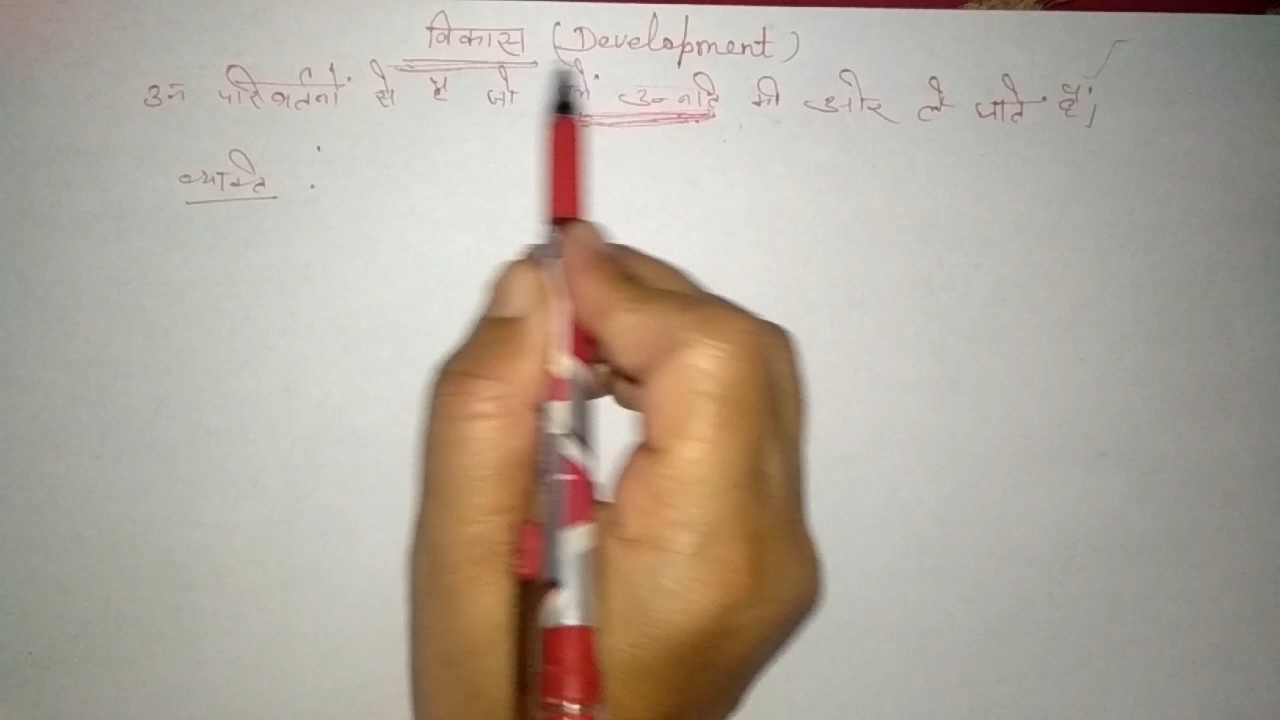 विकास (Development)
उन परिवर्तनों से है जो उन्नति की ओर ले जाते हैं।
व्यक्ति :